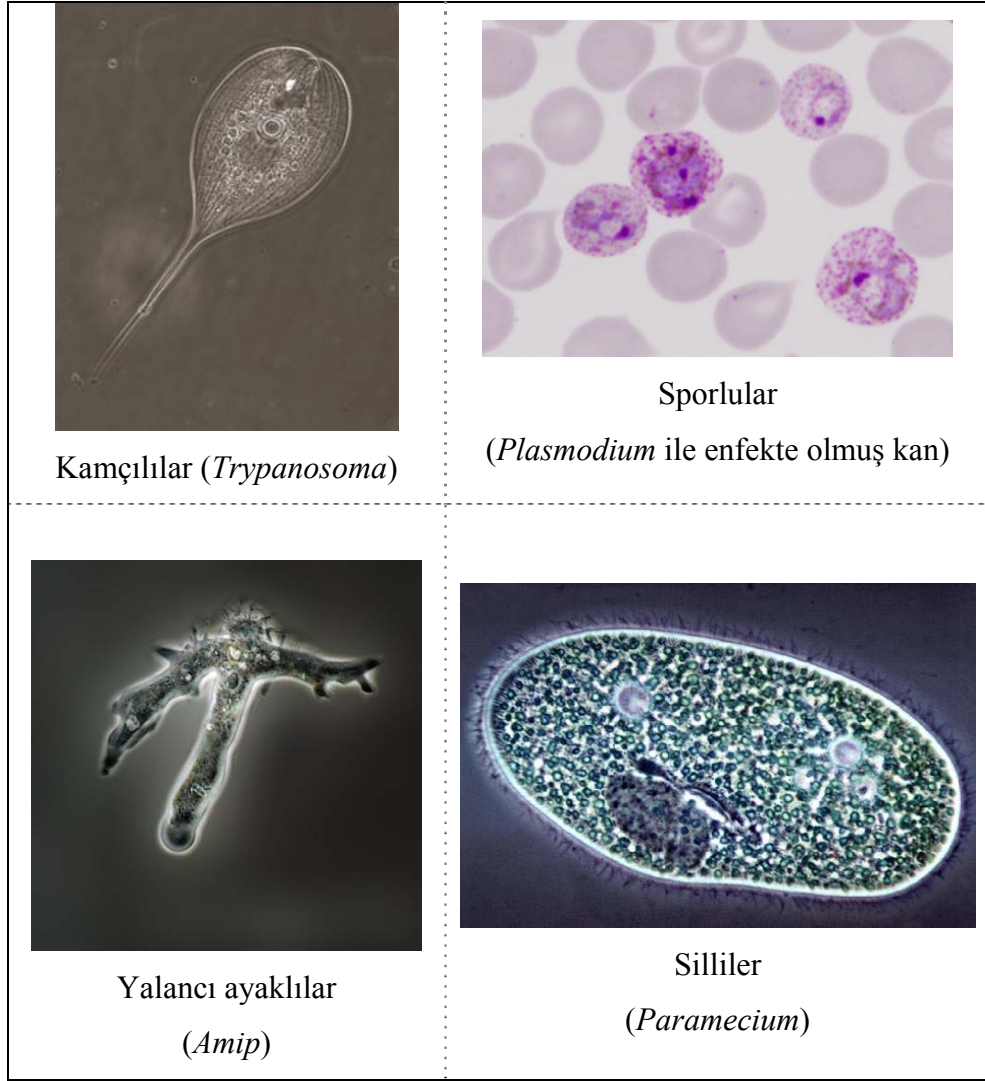 Kamçılılar (Trypanosoma)
Sporlular
(Plasmodium ile enfekte olmuş kan)
Yalancı ayaklılar
(Amip)
Silliler
(Paramecium)